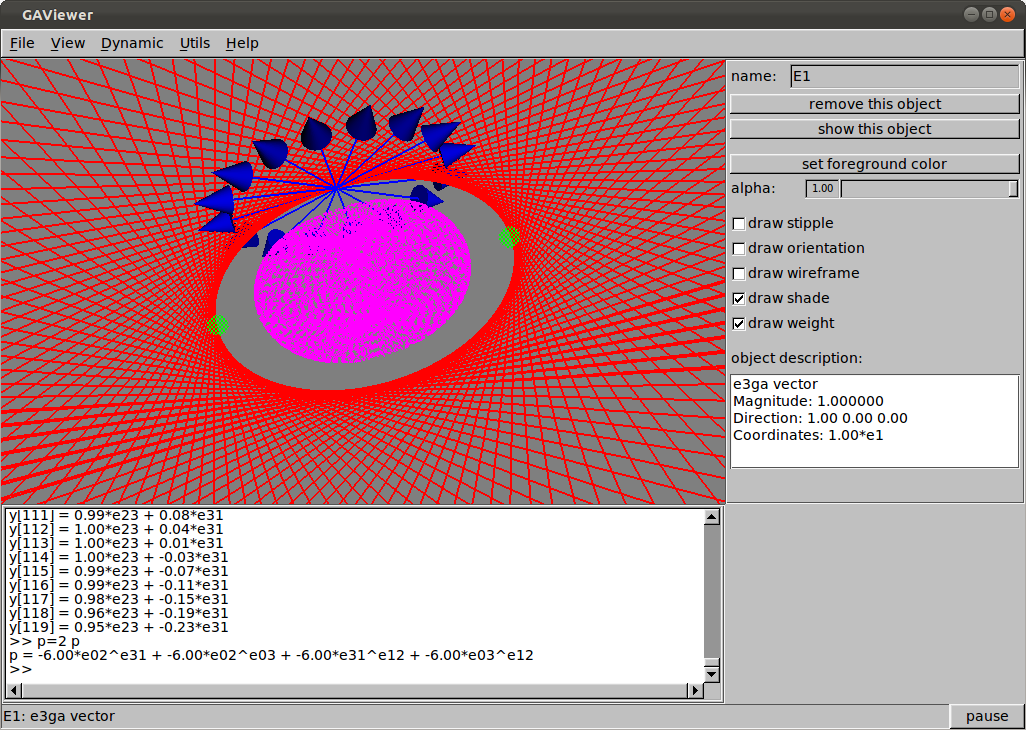 GAViewer
File View Dynamic Utils Help
name: E1
remove this object
show this object
set foreground color
alpha: 1.00
draw stipple
draw orientation
draw wireframe
draw shade
draw weight
object description:
e3ga vector
Magnitude: 1.000000
Direction: 1.00 0.00 0.00
Coordinates: 1.00*e1
y[111] = 0.99*e23 + 0.08*e31
y[112] = 1.00*e23 + 0.04*e31
y[113] = 1.00*e23 + 0.01*e31
y[114] = 1.00*e23 + -0.03*e31
y[115] = 0.99*e23 + -0.07*e31
y[116] = 0.99*e23 + -0.11*e31
y[117] = 0.98*e23 + -0.15*e31
y[118] = 0.96*e23 + -0.19*e31
y[119] = 0.95*e23 + -0.23*e31
>> p=2 p
p = -6.00*e02^e31 + -6.00*e02^e03 + -6.00*e31^e12 + -6.00*e03^e12
>>
E1: e3ga vector
pause